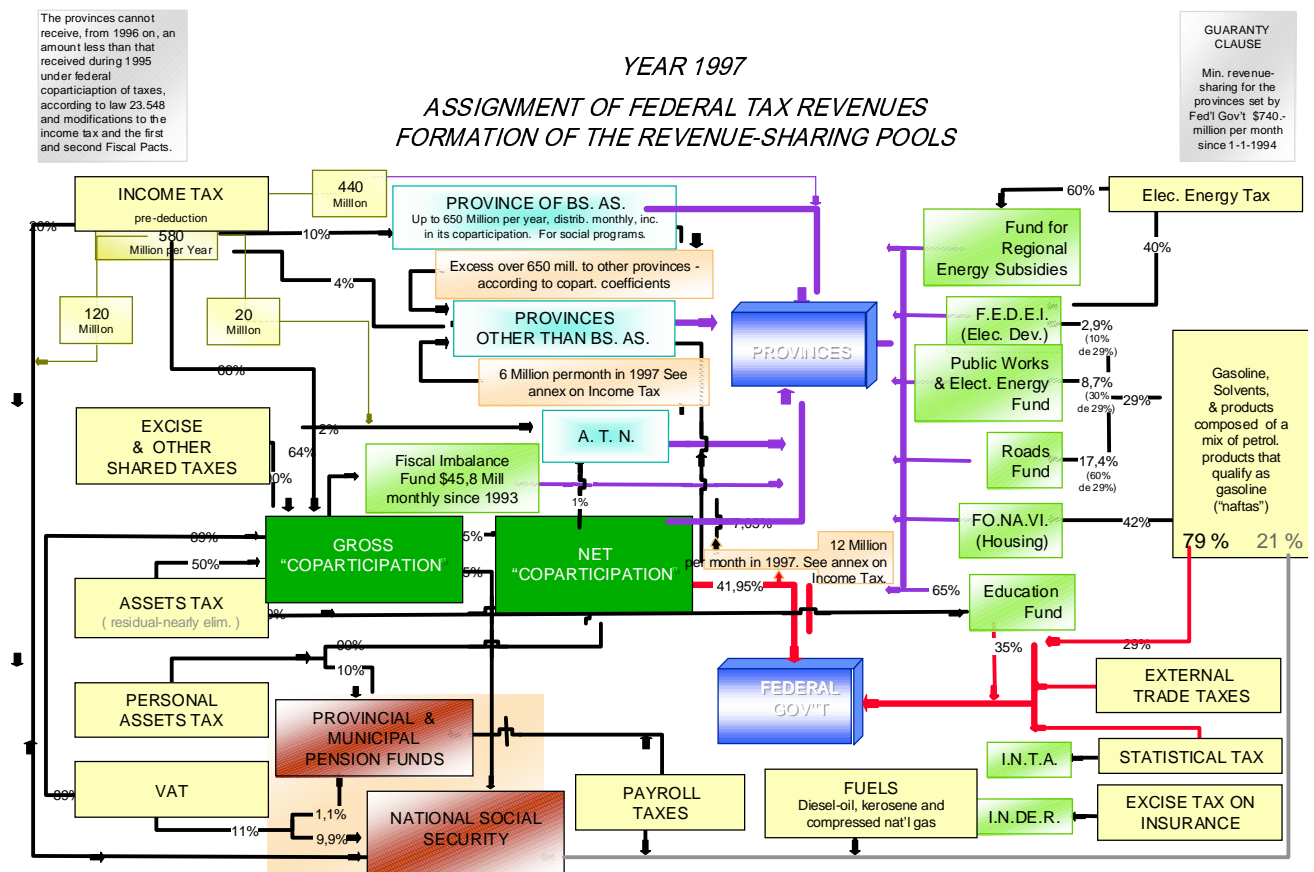 The provinces cannot
receive, from 1996 on, an
amount less than that
received during 1995
under federal
coparticiaption of taxes,
according to law 23.548
and modifications to the
income tax and the first
and second Fiscal Pacts.
YEAR 1997
ASSIGNMENT OF FEDERAL TAX REVENUES
FORMATION OF THE REVENUE-SHARING POOLS
GUARANTY
CLAUSE
Min. revenue-
sharing for the
provinces set by
Fed'l Gov't $740.-
million per month
since 1-1-1994
INCOME TAX
pre-deduction
580
Million per Year
440
Million
20%
10%
4%
120
Million
20
Million
PROVINCE OF BS. AS.
Up to 650 Million per year, distrib. monthly, inc.
in its coparticipation. For social programs.
Excess over 650 mill. to other provinces -
according to copart. coefficients
PROVINCES
OTHER THAN BS. AS.
6 Million permonth in 1997 See
annex on Income Tax
PROVINCES
60%
Elec. Energy Tax
40%
Fund for
Regional
Energy Subsidies
F.E.D.E.I.
(Elec. Dev.)
2,9%
(10%
de 29%)
Public Works
& Elect. Energy
Fund
8,7%
(30%
de 29%)
29%
Roads
Fund
17,4%
(60%
de 29%)
FO.NA.VI.
(Housing)
42%
Gasoline,
Solvents,
& products
composed of a
mix of petrol.
products that
qualify as
gasoline
("naftas")
79 %
21 %
EXCISE
& OTHER
SHARED TAXES
2%
64%
A. T. N.
Fiscal Imbalance
Fund $45,8 Mill
monthly since 1993
1%
89%
50%
GROSS
"COPARTICIPATION"
NET
"COPARTICIPATION"
12 Million
per month in 1997. See annex on
Income Tax.
41,95%
65%
Education
Fund
35%
29%
ASSETS TAX
( residual-nearly elim. )
90%
10%
PERSONAL
ASSETS TAX
PROVINCIAL &
MUNICIPAL
PENSION FUNDS
FEDERAL
GOV"T
EXTERNAL
TRADE TAXES
STATISTICAL TAX
I.N.T.A.
VAT
89%
11%
1,1%
9,9%
NATIONAL SOCIAL
SECURITY
PAYROLL
TAXES
FUELS
Diesel-oil, kerosene and
compressed nat'l gas
I.N.DE.R.
EXCISE TAX ON
INSURANCE